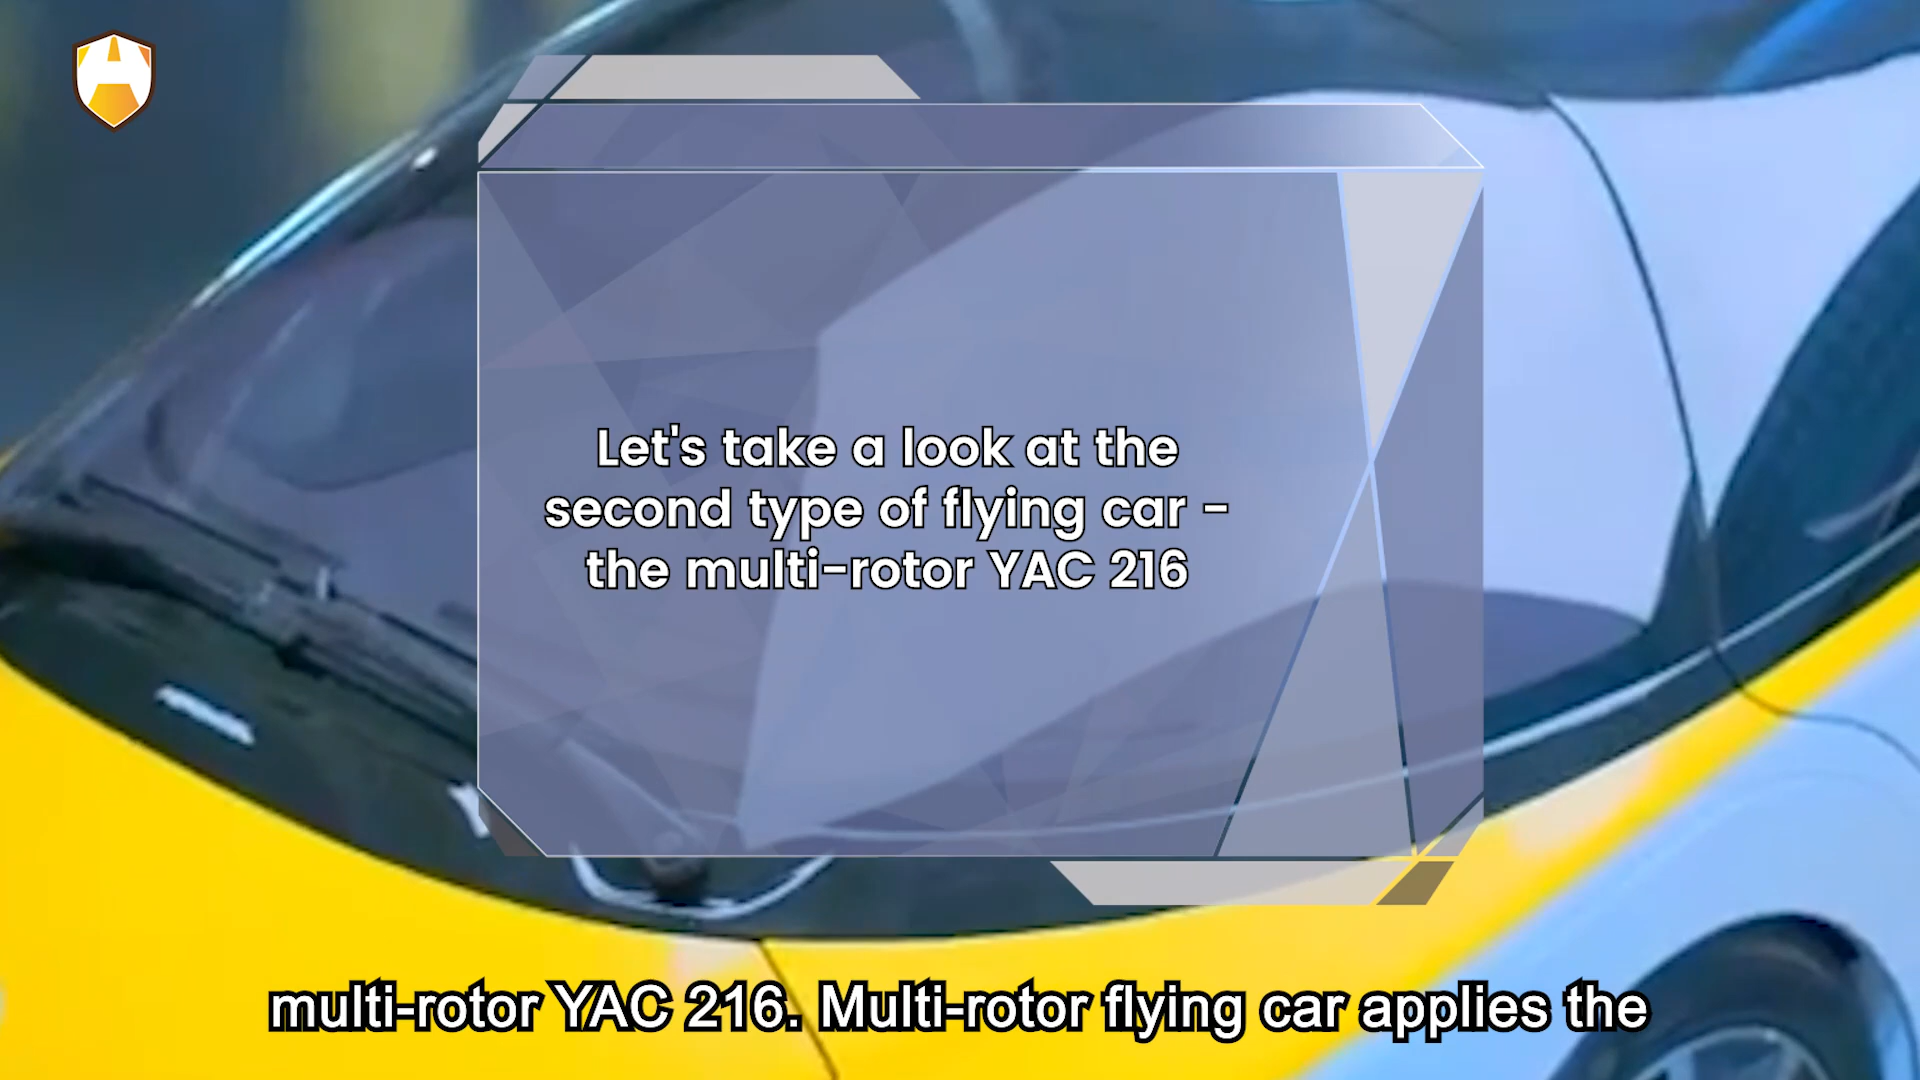 Let's take a look at the
second type of flying car -
the multi-rotor YAC 216
multi-rotor YAC 216. Multi-rotor flying car applies the